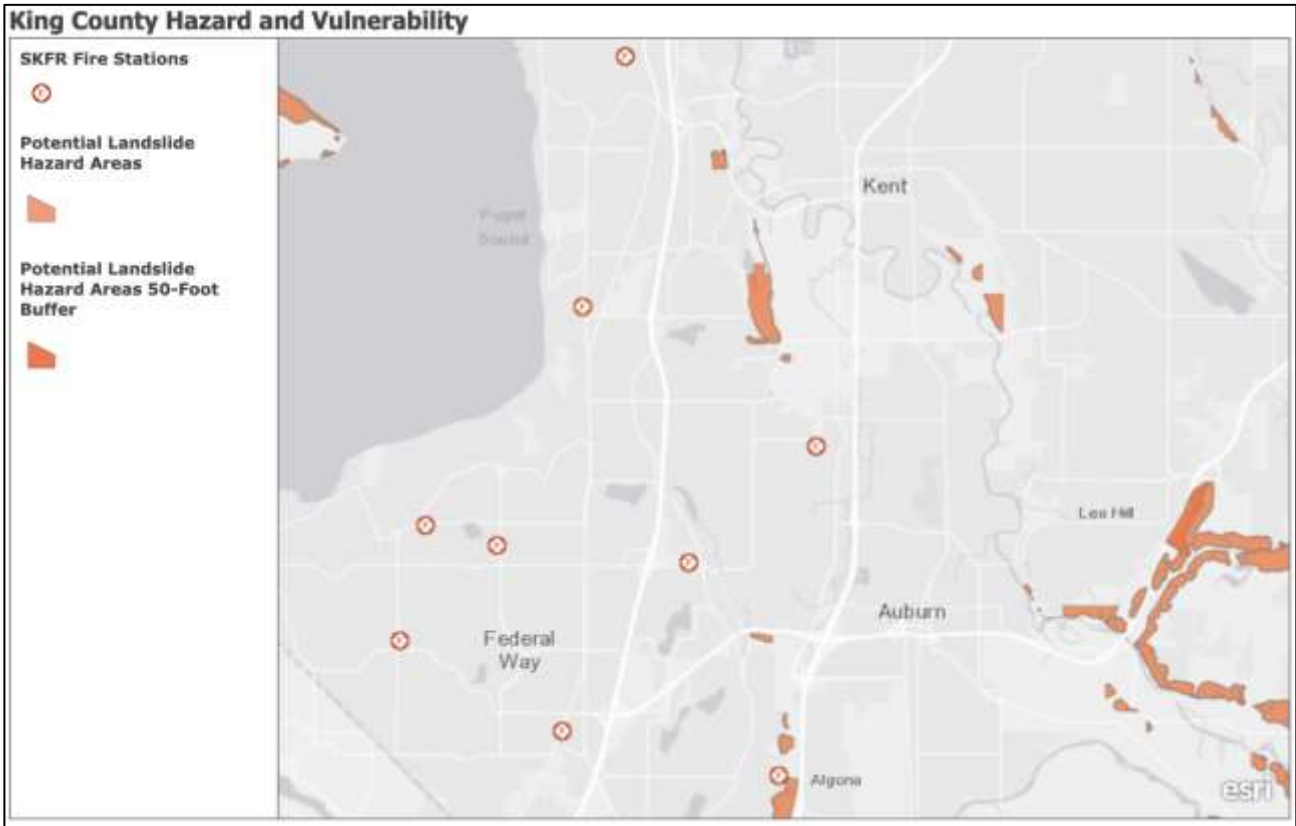 King County Hazard and Vulnerability
SKFR Fire Stations
Potential Landslide
Hazard Areas
Potential Landslide
Hazard Areas 50-Foot
Buffer
Puget
Sound
Kent
Lea Hill
Auburn
Federal
Way
Algona
esri